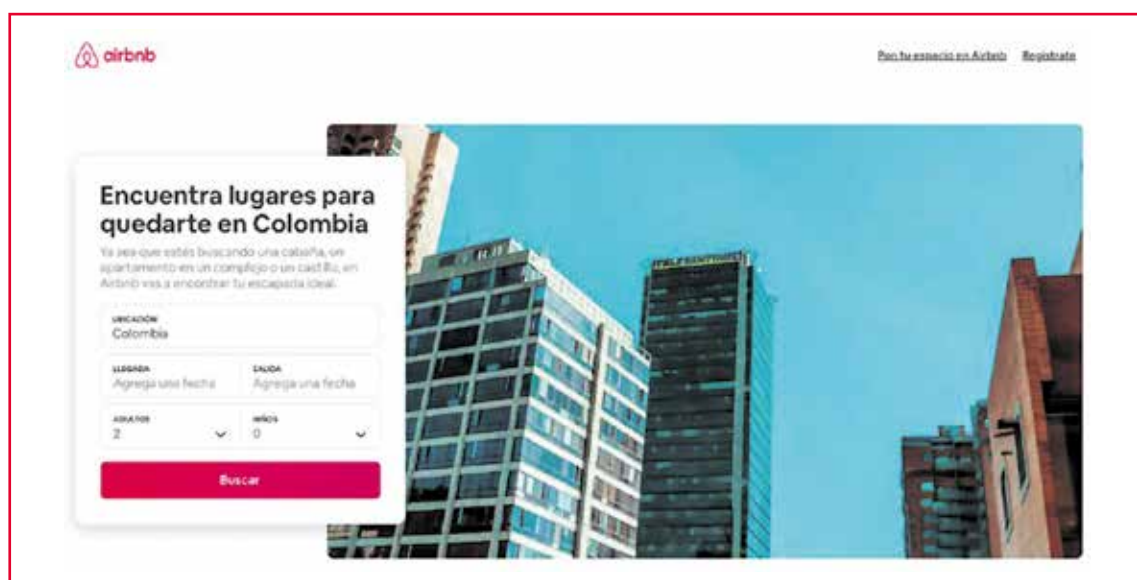 airbnb
Pon tu espacio en Airbnb Regístrate
Encuentra lugares para
quedarte en Colombia
Ya sea que estés buscando una cabaña, un
apartamento en un complejo o un castillo, en
Airbnb vas a encontrar tu escapada ideal.
UBICACIÓN
Colombia
LLEGADA SALIDA
Agrega una fecha Agrega una fecha
ADULTOS NIÑOS
2 0
Buscar